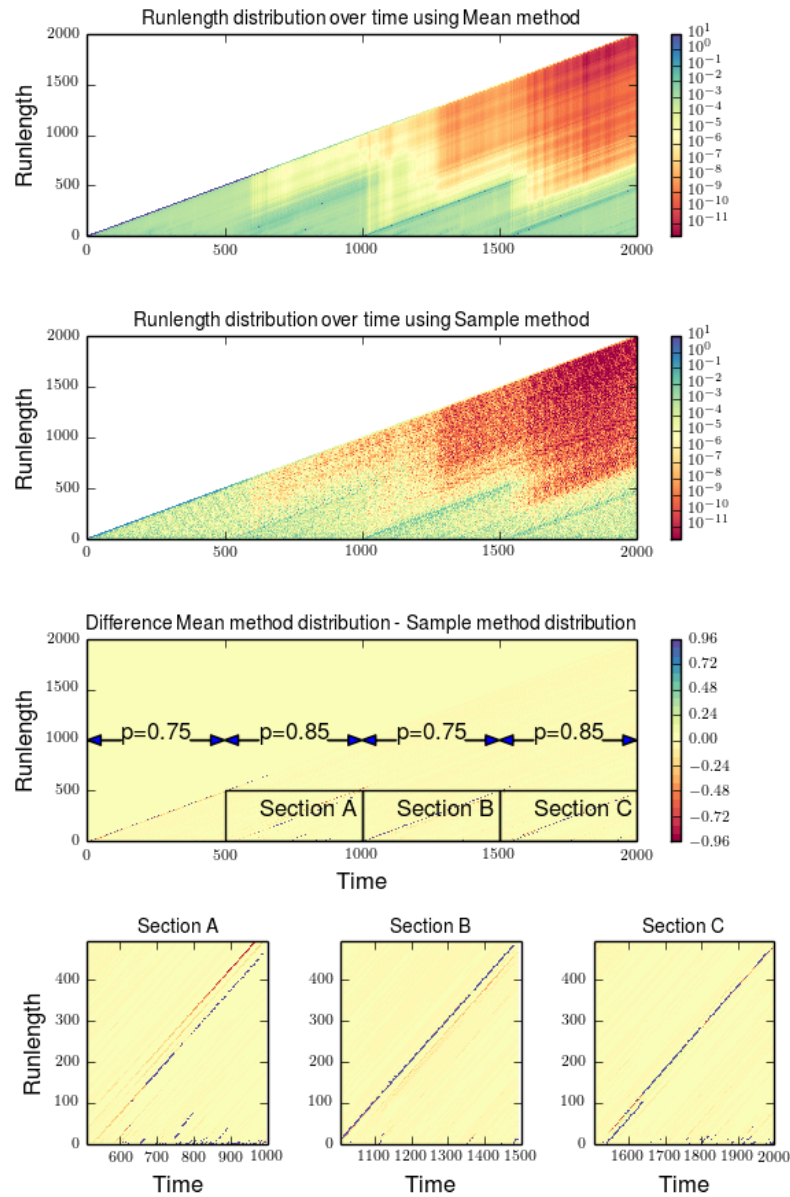 Runlength distribution over time using Mean method
2000
1500
1000
500
0
Runlength
0 500 1000 1500 2000
10^1
10^0
10^-1
10^-2
10^-3
10^-4
10^-5
10^-6
10^-7
10^-8
10^-9
10^-10
10^-11
Runlength distribution over time using Sample method
2000
1500
1000
500
0
Runlength
0 500 1000 1500 2000
10^1
10^0
10^-1
10^-2
10^-3
10^-4
10^-5
10^-6
10^-7
10^-8
10^-9
10^-10
10^-11
Difference Mean method distribution - Sample method distribution
2000
1500
1000
500
0
Runlength
p=0.75 p=0.85 p=0.75 p=0.85
Section A Section B Section C
0 500 1000 1500 2000
Time
0.96
0.72
0.48
0.24
0.00
−0.24
−0.48
−0.72
−0.96
Section A
400
300
200
100
0
Runlength
600 700 800 900 1000
Time
Section B
400
300
200
100
0
1100 1200 1300 1400 1500
Time
Section C
400
300
200
100
0
1600 1700 1800 1900 2000
Time